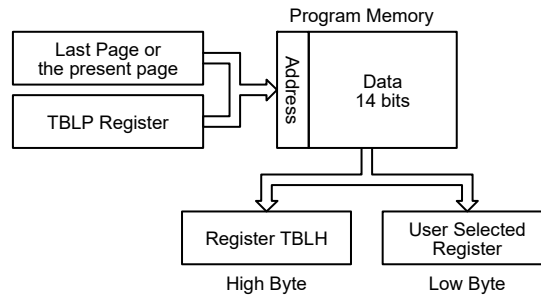 Program Memory
Last Page or
the present page
TBLP Register
Address
Data
14 bits
Register TBLH
User Selected
Register
High Byte
Low Byte